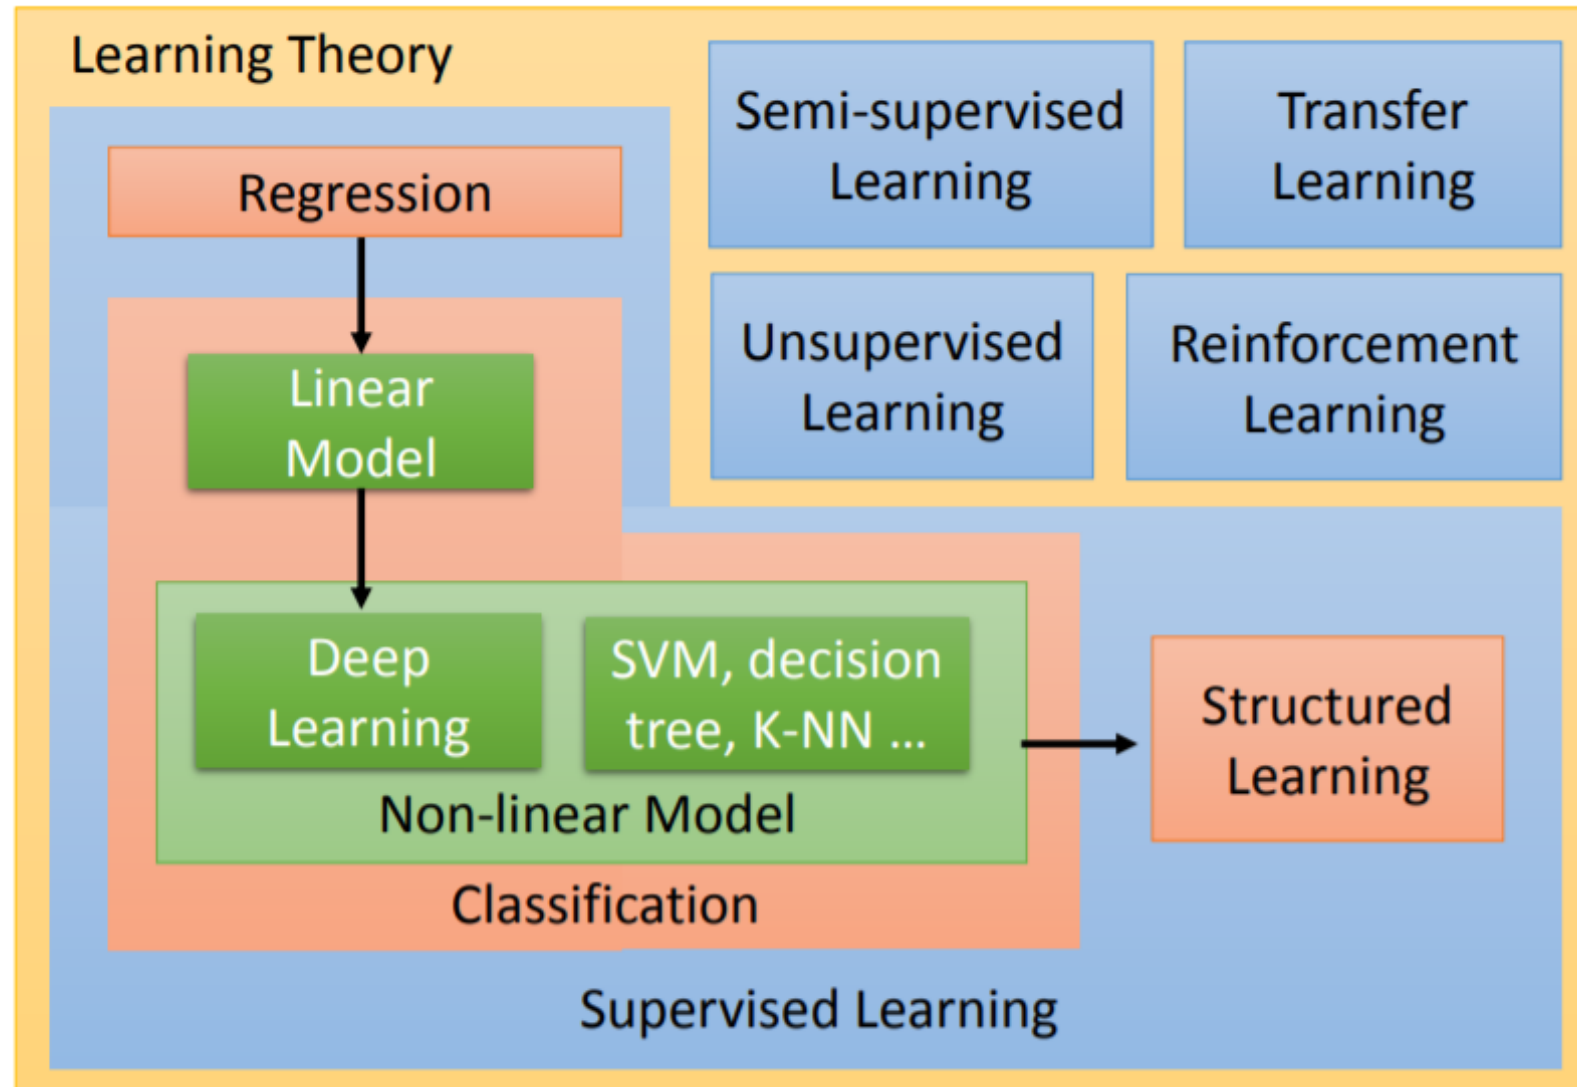 Learning Theory
Regression
Linear
Model
Deep
Learning
SVM, decision
tree, K-NN ...
Non-linear Model
Classification
Structured
Learning
Supervised Learning
Semi-supervised
Learning
Transfer
Learning
Unsupervised
Learning
Reinforcement
Learning